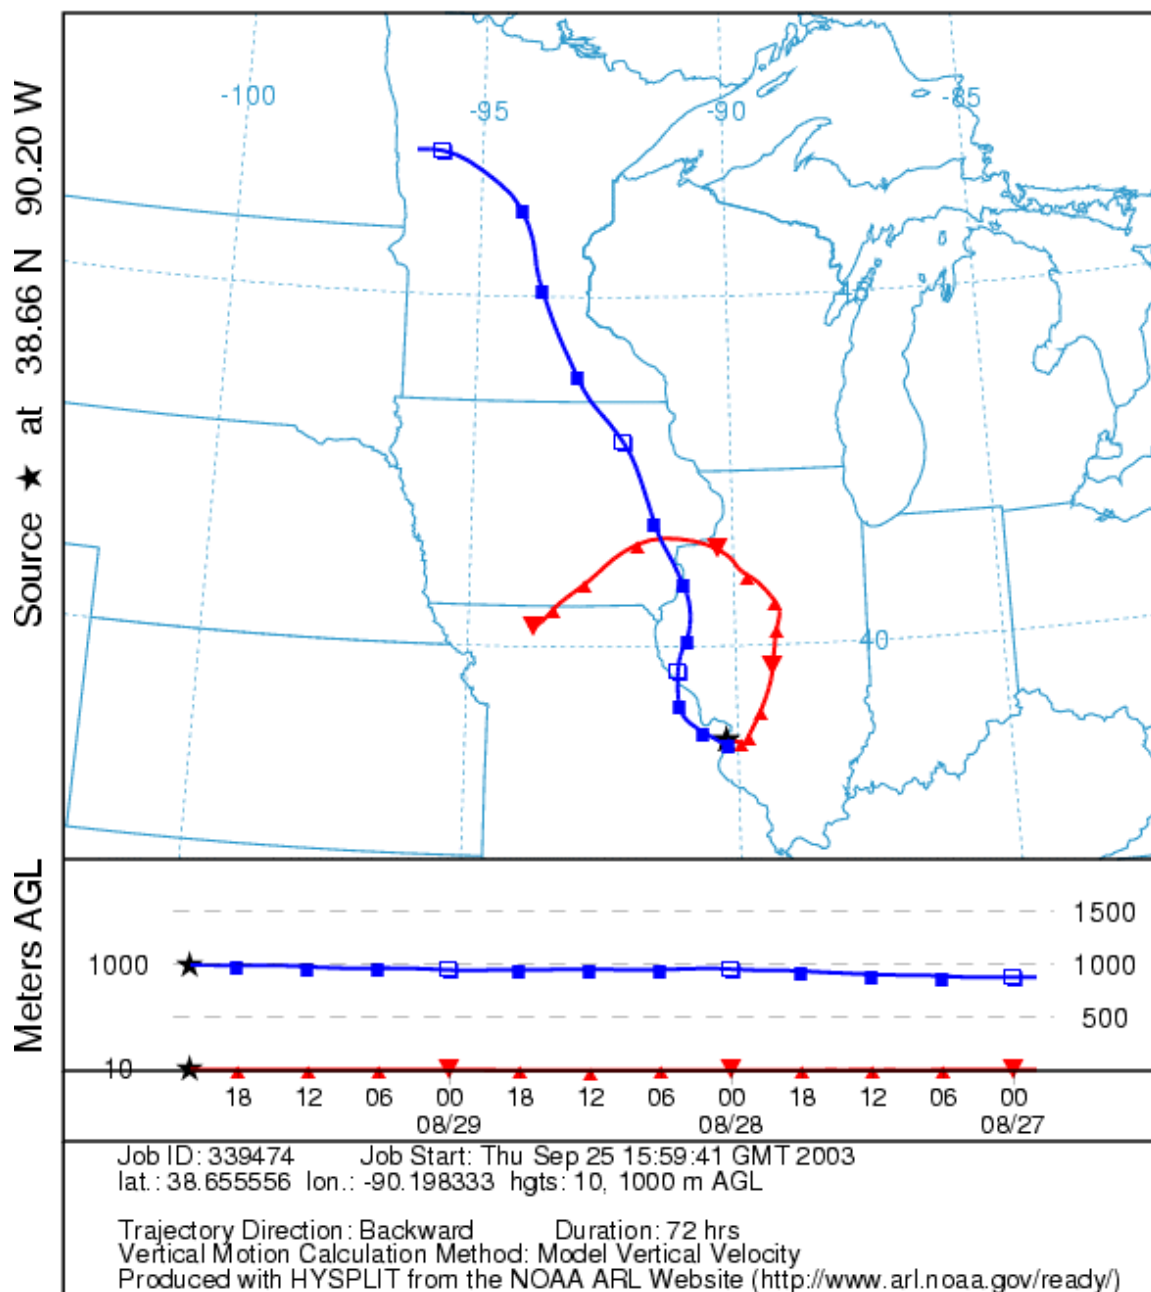 Source ★ at 38.66 N 90.20 W
-100
-95
-90
-85
40
Meters AGL
1500
1000
1000
500
10
18 12 06 00 18 12 06 00 18 12 06 00
08/29 08/28 08/27
Job ID: 339474 Job Start: Thu Sep 25 15:59:41 GMT 2003
lat.: 38.655556 lon.: -90.198333 hgts: 10, 1000 m AGL
Trajectory Direction: Backward Duration: 72 hrs
Vertical Motion Calculation Method: Model Vertical Velocity
Produced with HYSPLIT from the NOAA ARL Website (http://www.arl.noaa.gov/ready/)